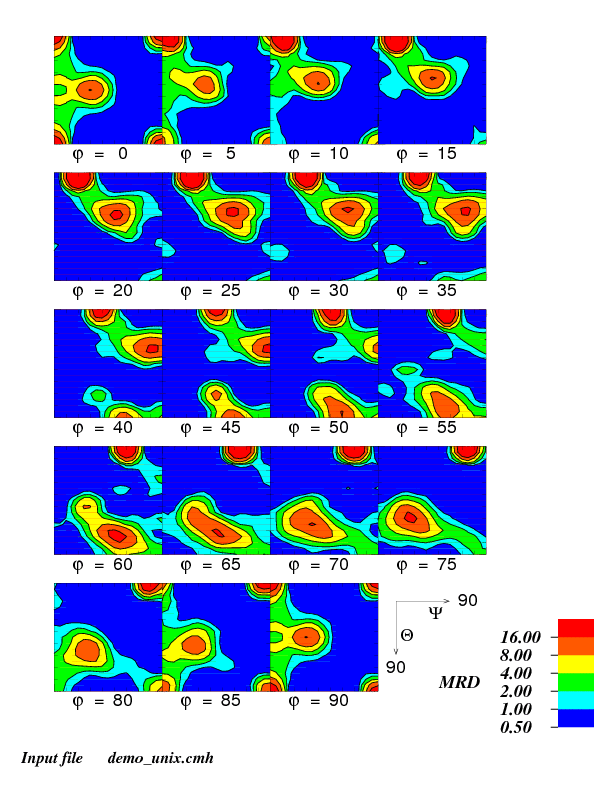 φ = 0 φ = 5 φ = 10 φ = 15
φ = 20 φ = 25 φ = 30 φ = 35
φ = 40 φ = 45 φ = 50 φ = 55
φ = 60 φ = 65 φ = 70 φ = 75
φ = 80 φ = 85 φ = 90
90
Ψ
Θ
90
MRD
16.00
8.00
4.00
2.00
1.00
0.50
Input file demo_unix.cmh